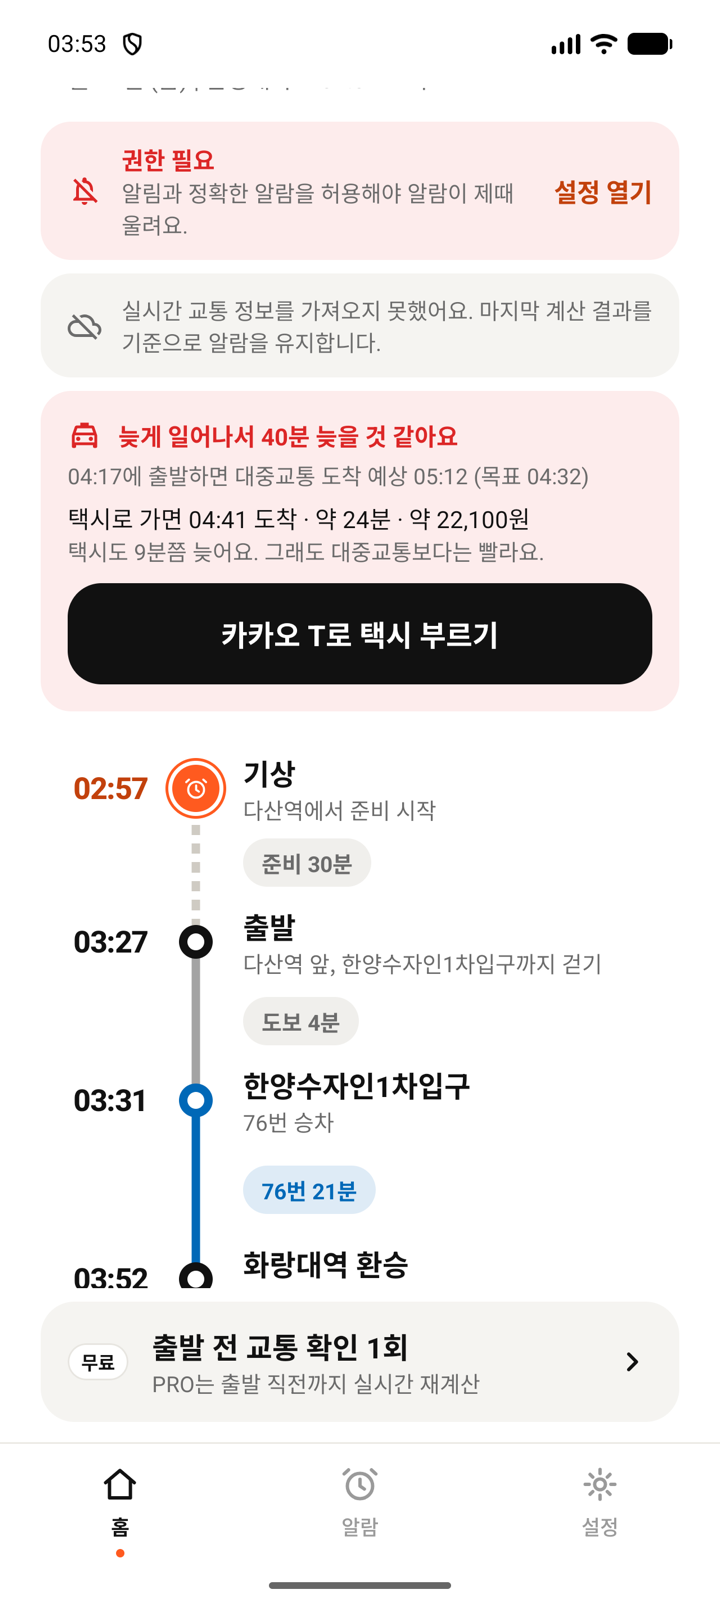 03:53
권한 필요
알림과 정확한 알람을 허용해야 알람이 제때
울려요.
설정 열기
실시간 교통 정보를 가져오지 못했어요. 마지막 계산 결과를
기준으로 알람을 유지합니다.
늦게 일어나서 40분 늦을 것 같아요
04:17에 출발하면 대중교통 도착 예상 05:12 (목표 04:32)
택시로 가면 04:41 도착 · 약 24분 · 약 22,100원
택시도 9분쯤 늦어요. 그래도 대중교통보다는 빨라요.
카카오 T로 택시 부르기
02:57
기상
다산역에서 준비 시작
준비 30분
03:27
출발
다산역 앞, 한양수자인1차입구까지 걷기
도보 4분
03:31
한양수자인1차입구
76번 승차
76번 21분
03:52
화랑대역 환승
무료
출발 전 교통 확인 1회
PRO는 출발 직전까지 실시간 재계산
홈
알람
설정